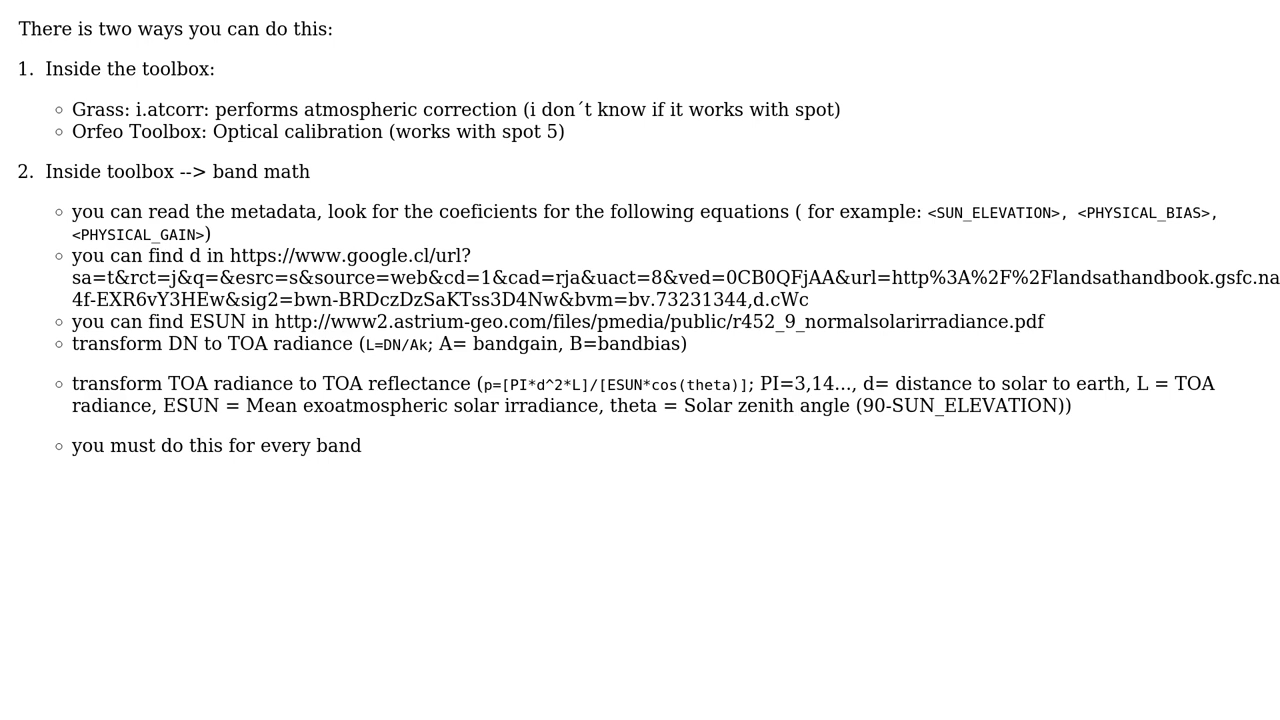 There is two ways you can do this:
1. Inside the toolbox:
◦ Grass: i.atcorr: performs atmospheric correction (i don´t know if it works with spot)
◦ Orfeo Toolbox: Optical calibration (works with spot 5)
2. Inside toolbox --> band math
◦ you can read the metadata, look for the coeficients for the following equations ( for example: <SUN_ELEVATION>, <PHYSICAL_BIAS>,
<PHYSICAL_GAIN>)
◦ you can find d in https://www.google.cl/url?
sa=t&rct=j&q=&esrc=s&source=web&cd=1&cad=rja&uact=8&ved=0CB0QFjAA&url=http%3A%2F%2Flandsathandbook.gsfc.na
4f-EXR6vY3HEw&sig2=bwn-BRDczDzSaKTss3D4Nw&bvm=bv.73231344,d.cWc
◦ you can find ESUN in http://www2.astrium-geo.com/files/pmedia/public/r452_9_normalsolarirradiance.pdf
◦ transform DN to TOA radiance (L=DN/Ak; A= bandgain, B=bandbias)
◦ transform TOA radiance to TOA reflectance (p=[PI*d^2*L]/[ESUN*cos(theta)]; PI=3,14..., d= distance to solar to earth, L = TOA
radiance, ESUN = Mean exoatmospheric solar irradiance, theta = Solar zenith angle (90-SUN_ELEVATION))
◦ you must do this for every band